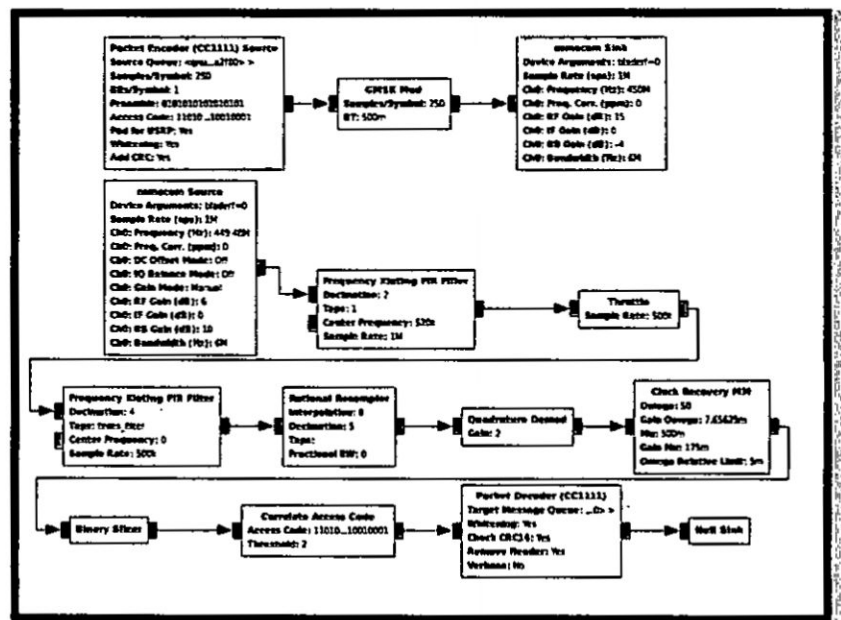 Packet Encoder (CC1111) Source
Source Queue: <gnu...a2f80> >
Samples/Symbol: 250
Bits/Symbol: 1
Preamble: 0101010101010101
Access Code: 11010...10010001
Pad for USRP: Yes
Whitening: Yes
Add CRC: Yes
GMSK Mod
Samples/Symbol: 250
BT: 500m
osmocom Sink
Device Arguments: bladerf=0
Sample Rate (sps): 1M
Ch0: Frequency (Hz): 450M
Ch0: Freq. Corr. (ppm): 0
Ch0: RF Gain (dB): 15
Ch0: IF Gain (dB): 0
Ch0: BB Gain (dB): -4
Ch0: Bandwidth (Hz): 6M
osmocom Source
Device Arguments: bladerf=0
Sample Rate (sps): 1M
Ch0: Frequency (Hz): 449.48M
Ch0: Freq. Corr. (ppm): 0
Ch0: DC Offset Mode: Off
Ch0: IQ Balance Mode: Off
Ch0: Gain Mode: Manual
Ch0: RF Gain (dB): 6
Ch0: IF Gain (dB): 0
Ch0: BB Gain (dB): 10
Ch0: Bandwidth (Hz): 6M
Frequency Xlating FIR Filter
Decimation: 2
Taps: 1
Center Frequency: 520k
Sample Rate: 1M
Throttle
Sample Rate: 500k
Frequency Xlating FIR Filter
Decimation: 4
Taps: trans_filter
Center Frequency: 0
Sample Rate: 500k
Rational Resampler
Interpolation: 8
Decimation: 5
Taps:
Fractional BW: 0
Quadrature Demod
Gain: 2
Clock Recovery MM
Omega: 50
Gain Omega: 7.65625m
Mu: 500m
Gain Mu: 175m
Omega Relative Limit: 5m
Binary Slicer
Correlate Access Code
Access Code: 11010...10010001
Threshold: 2
Packet Decoder (CC1111)
Target Message Queue: ...0> >
Whitening: Yes
Check CRC16: Yes
Remove Header: Yes
Verbose: No
Null Sink